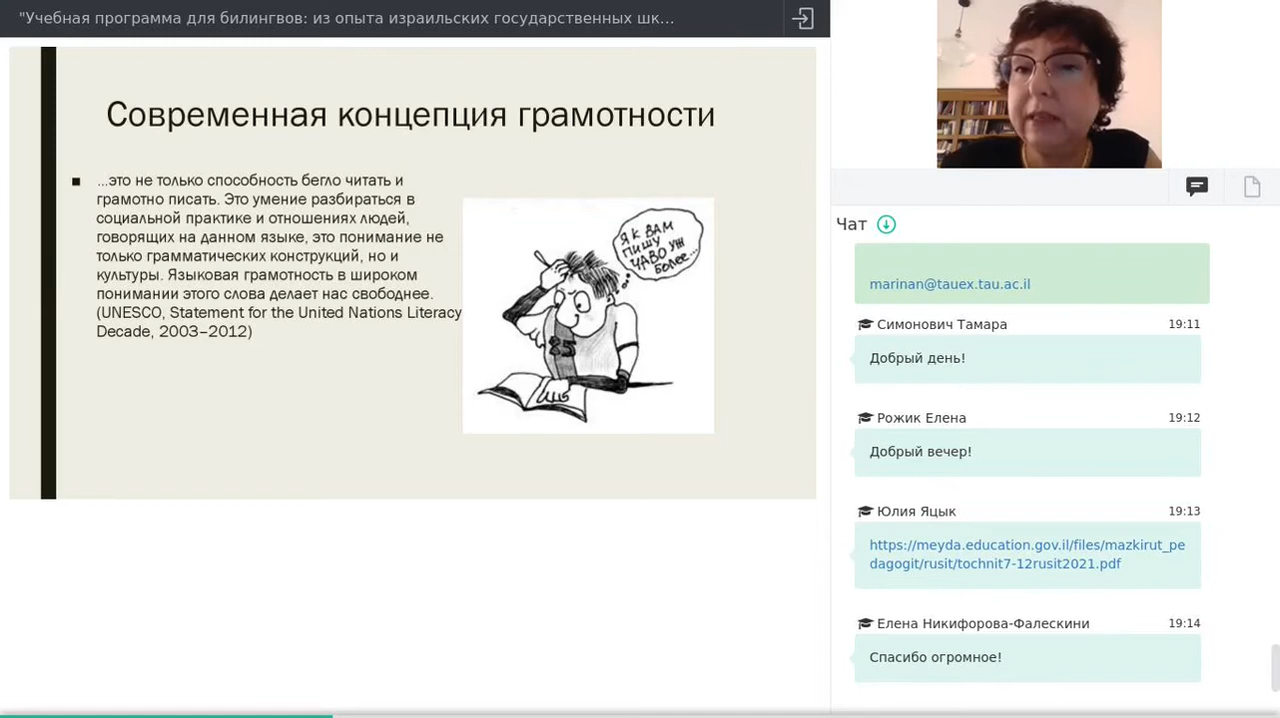 "Учебная программа для билингвов: из опыта израильских государственных шк...
Современная концепция грамотности
...это не только способность бегло читать и
грамотно писать. Это умение разбираться в
социальной практике и отношениях людей,
говорящих на данном языке, это понимание не
только грамматических конструкций, но и
культуры. Языковая грамотность в широком
понимании этого слова делает нас свободнее.
(UNESCO, Statement for the United Nations Literacy
Decade, 2003–2012)
Я К ВАМ
ПИШУ
ЧАВО УЖ
БОЛЕЕ...
25
Чат
marinan@tauex.tau.ac.il
Симонович Тамара 19:11
Добрый день!
Рожик Елена 19:12
Добрый вечер!
Юлия Яцык 19:13
https://meyda.education.gov.il/files/mazkirut_pe
dagogit/rusit/tochnit7-12rusit2021.pdf
Елена Никифорова-Фалескини 19:14
Спасибо огромное!